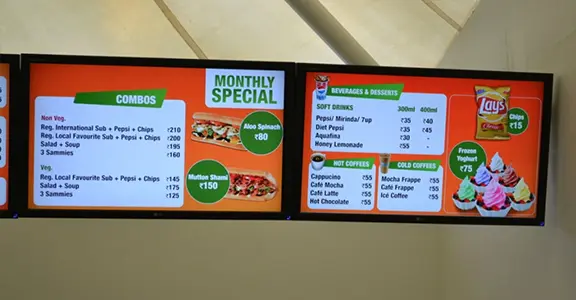 COMBOS
Non Veg.
Reg. International Sub + Pepsi + Chips ₹210
Reg. Local Favourite Sub + Pepsi + Chips ₹200
Salad + Soup ₹195
3 Sammies ₹160
Veg.
Reg. Local Favourite Sub + Pepsi + Chips ₹145
Salad + Soup ₹175
3 Sammies ₹125
MONTHLY
SPECIAL
Aloo Spinach
₹80
Mutton Shami
₹150
BEVERAGES & DESSERTS
SOFT DRINKS 300ml 400ml
Pepsi/ Mirinda/ 7up ₹35 ₹40
Diet Pepsi ₹35 ₹45
Aquafina ₹30 -
Honey Lemonade ₹55 -
HOT COFFEES
Cappucino ₹55
Café Mocha ₹55
Café Latte ₹55
Hot Chocolate ₹55
COLD COFFEES
Mocha Frappe ₹55
Café Frappe ₹55
Ice Coffee ₹55
Lay's
Chips
₹15
Frozen
Yoghurt
₹75